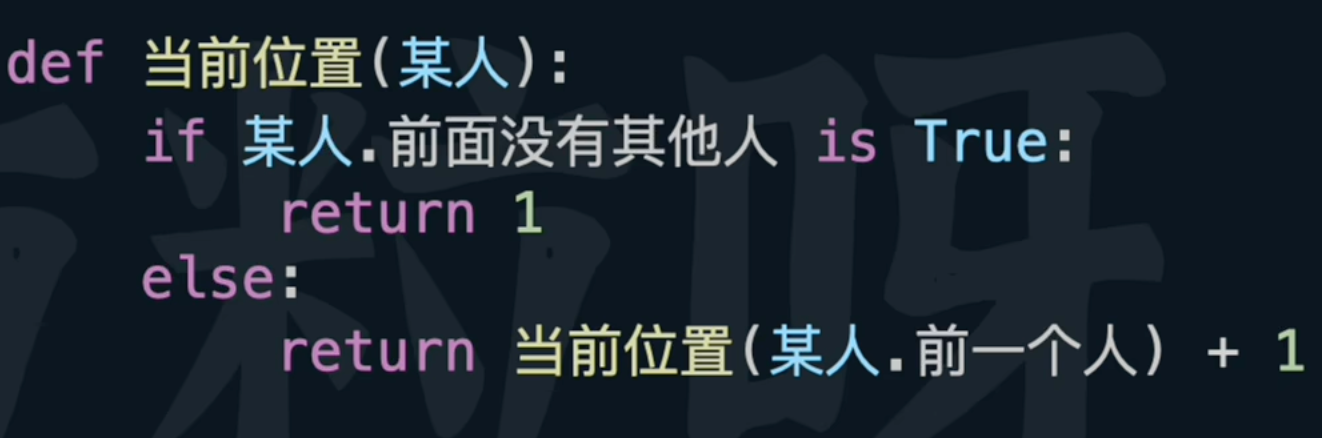 def 当前位置(某人):
    if 某人.前面没有其他人 is True:
        return 1
    else:
        return 当前位置(某人.前一个人) + 1